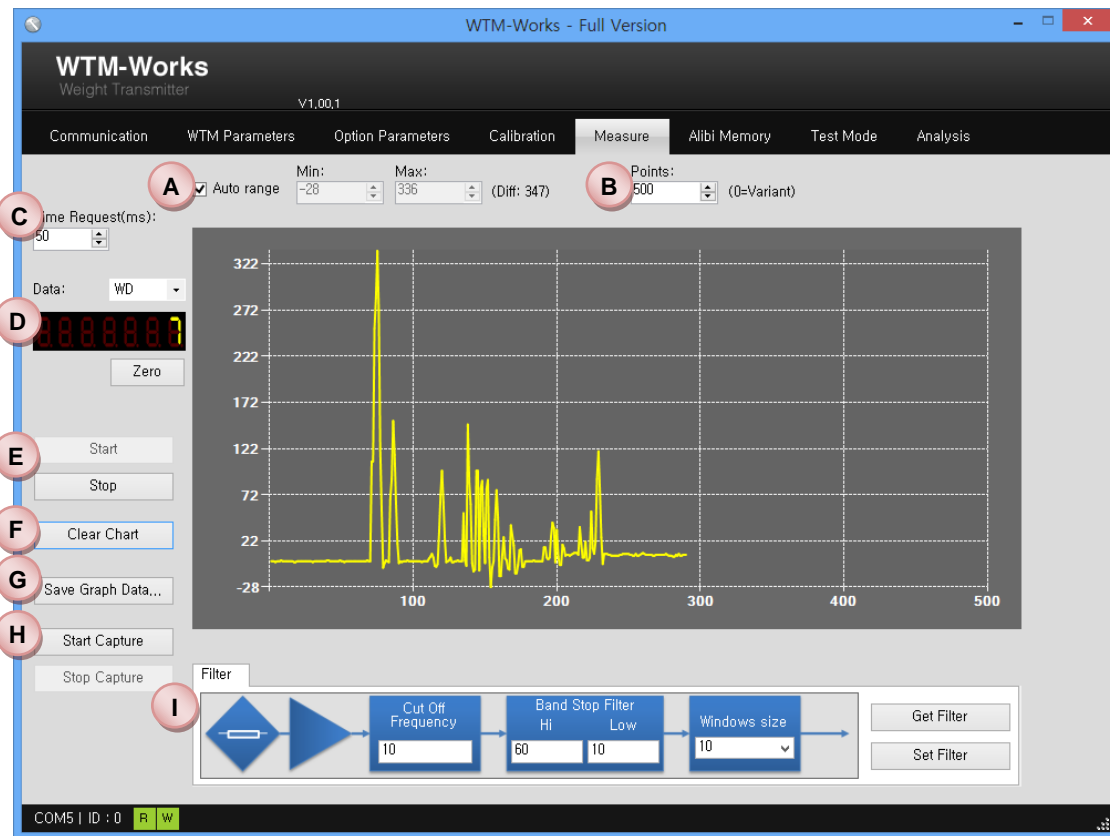 WTM-Works - Full Version
WTM-Works
Weight Transmitter
V1,00,1
Communication WTM Parameters Option Parameters Calibration Measure Alibi Memory Test Mode Analysis
A Auto range Min: -28 Max: 336 (Diff: 347) B Points: 500 (0=Variant)
C ime Request(ms):
50
Data: WD
D 7
Zero
E Start
Stop
F Clear Chart
G Save Graph Data,,,
H Start Capture
Stop Capture
322
272
222
172
122
72
22
-28
100 200 300 400 500
Filter
I
Cut Off Frequency
10
Band Stop Filter
Hi Low
60 10
Windows size
10
Get Filter
Set Filter
COM5 | ID : 0 R W